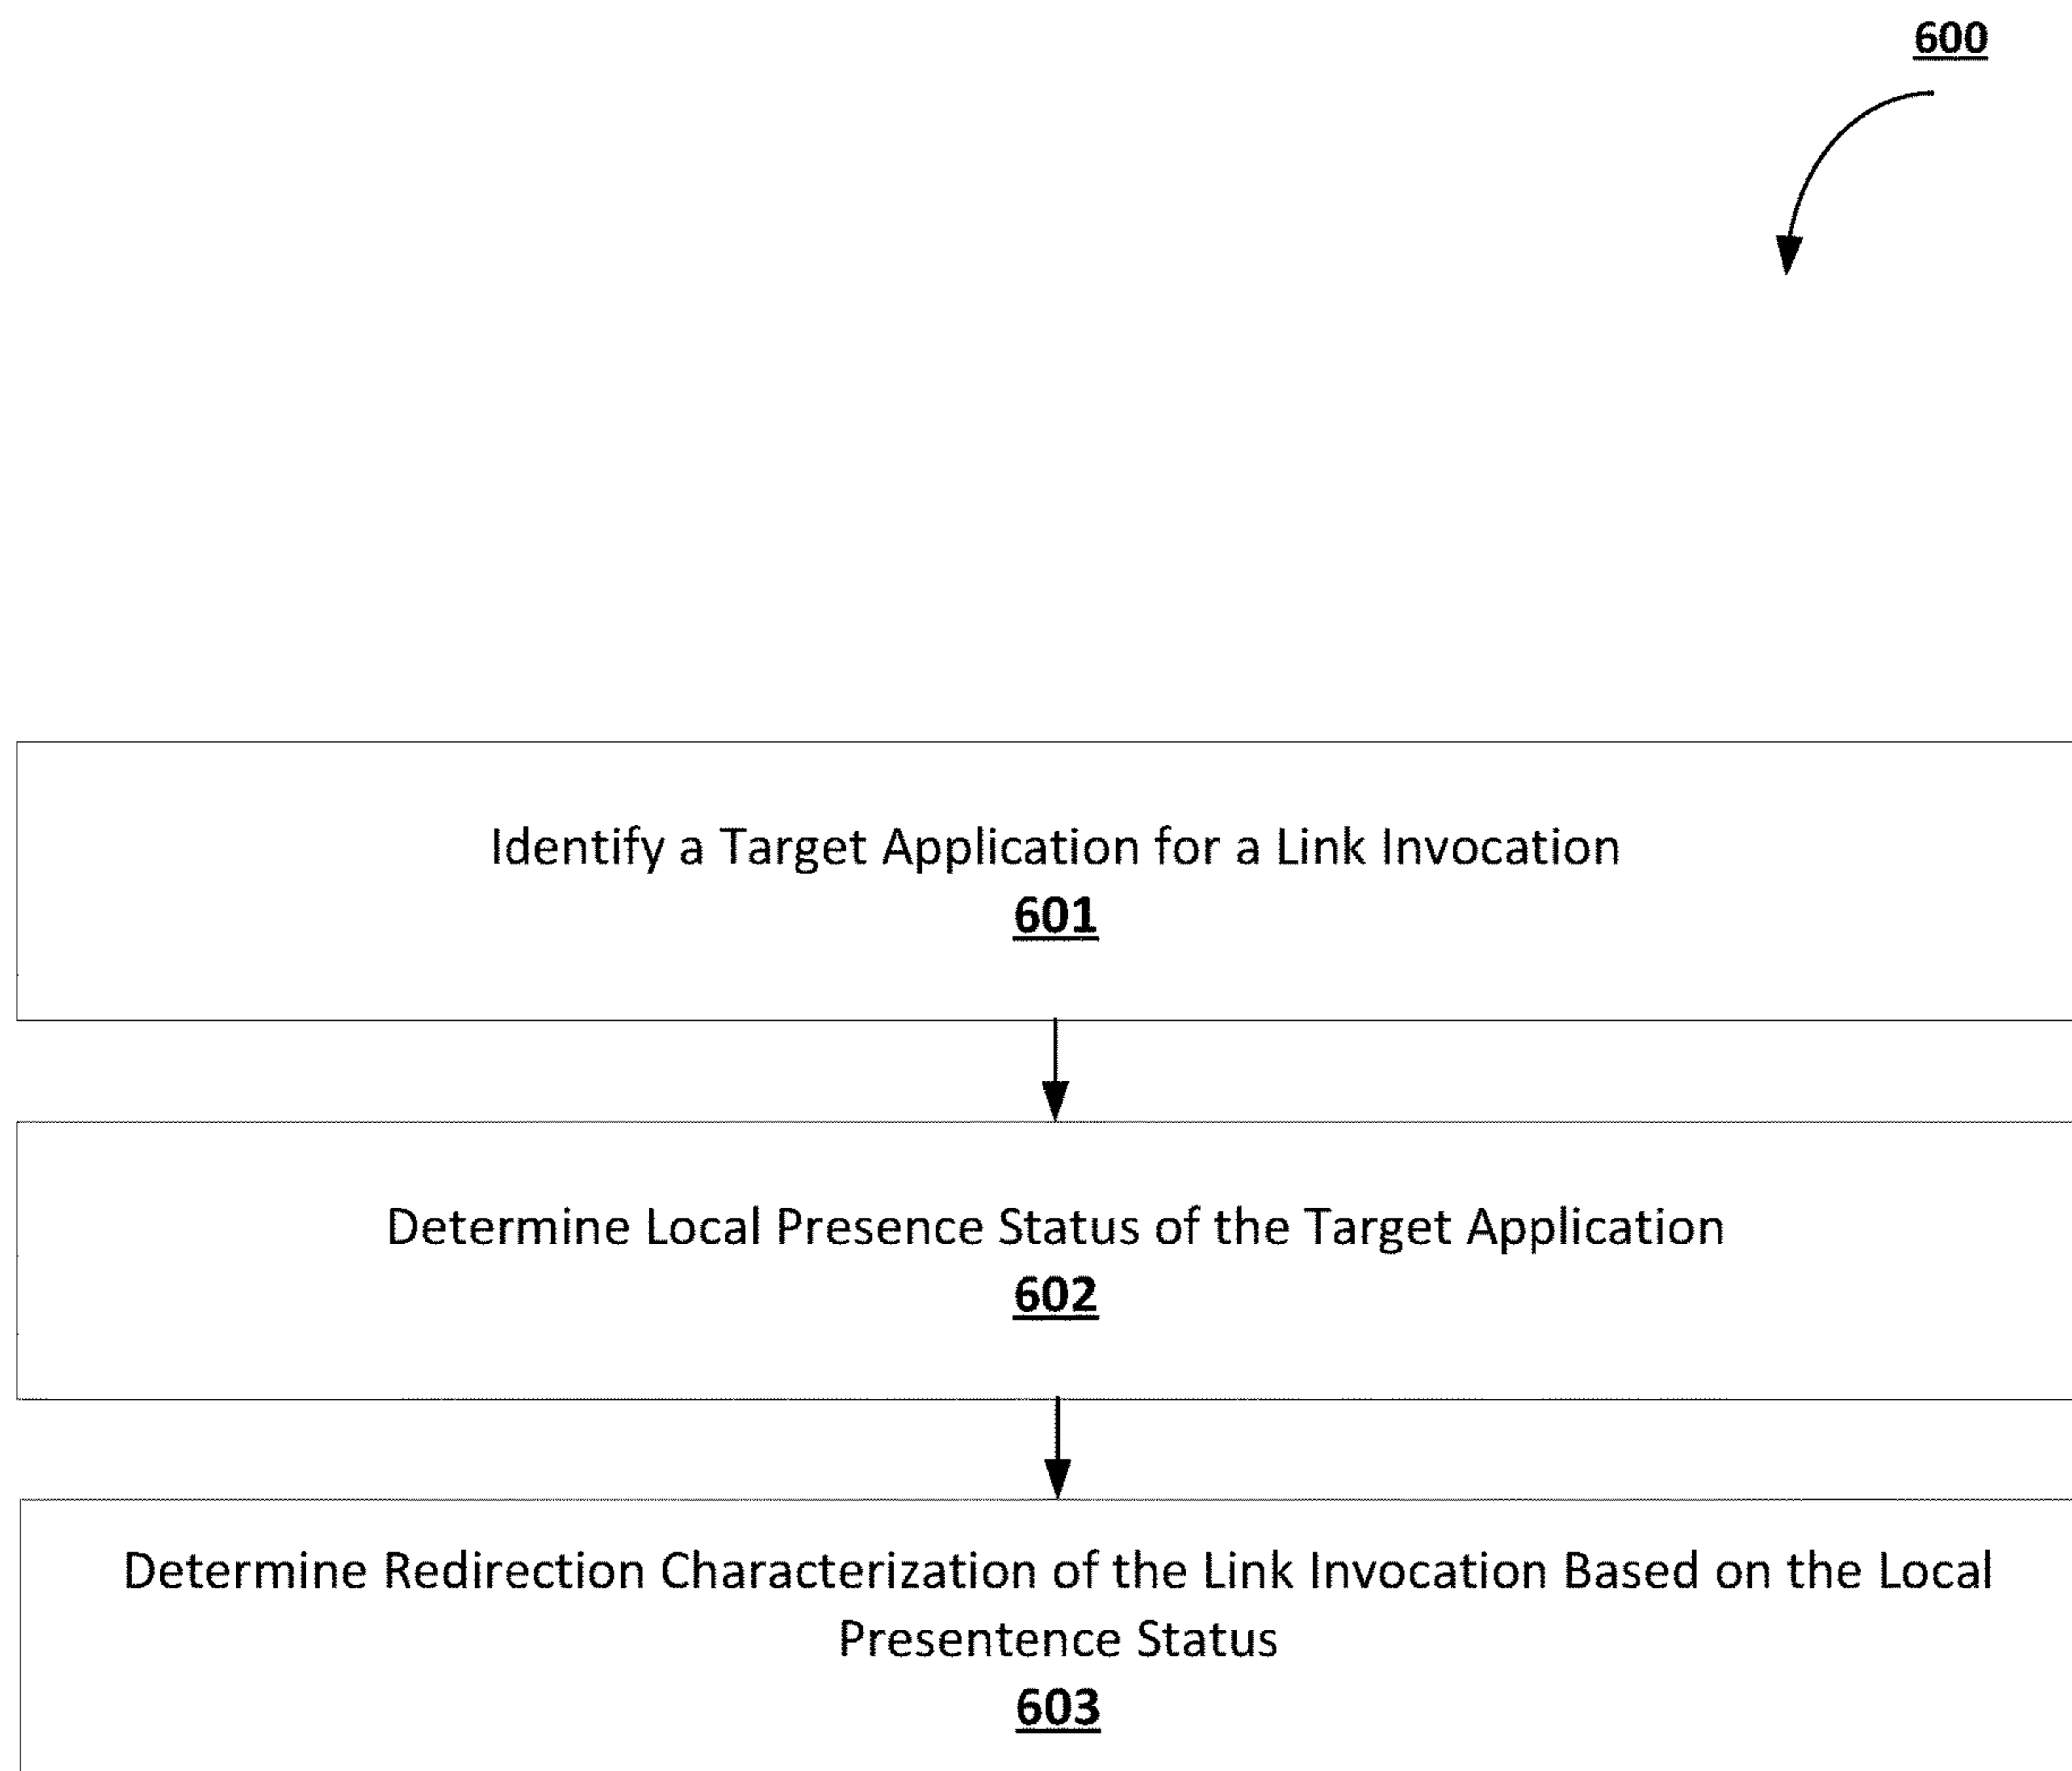 600
Identify a Target Application for a Link Invocation
601
Determine Local Presence Status of the Target Application
602
Determine Redirection Characterization of the Link Invocation Based on the Local
Presentence Status
603